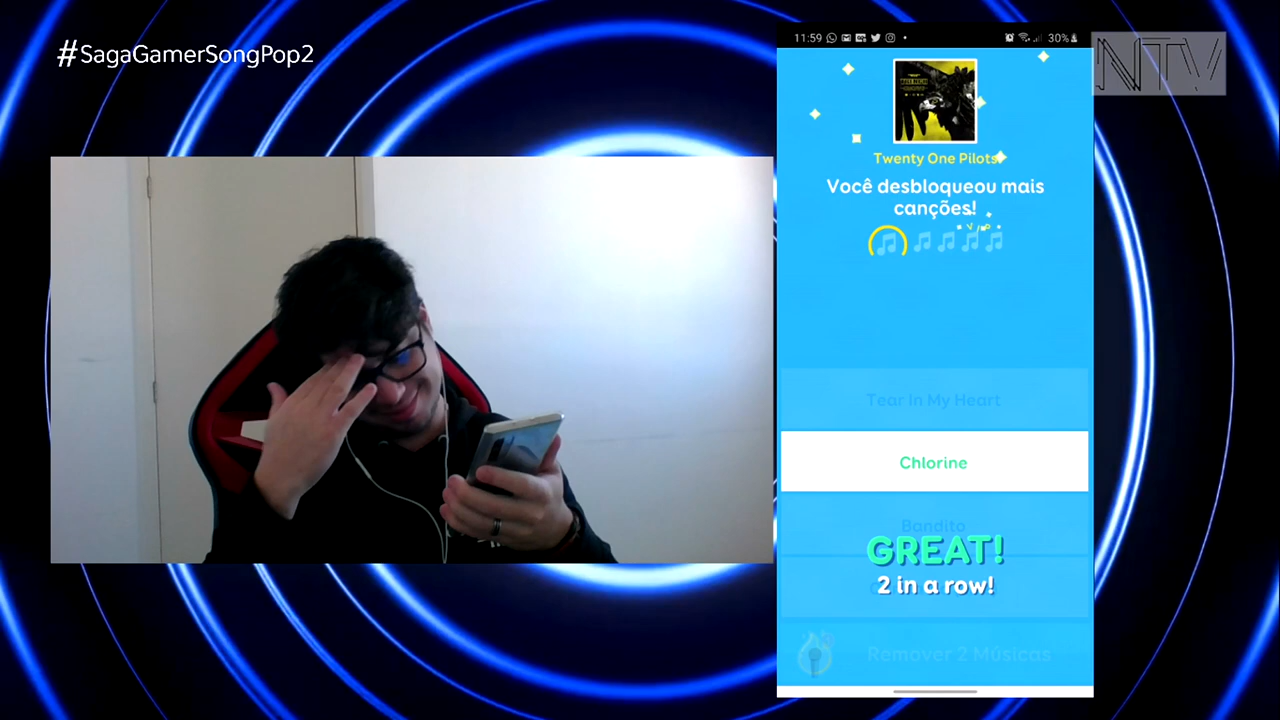 #SagaGamerSongPop2
11:59
30%
NTV
Twenty One Pilots
Você desbloqueou mais
canções!
VIP
Tear In My Heart
Chlorine
Bandito
GREAT!
2 in a row!
Remover 2 Músicas